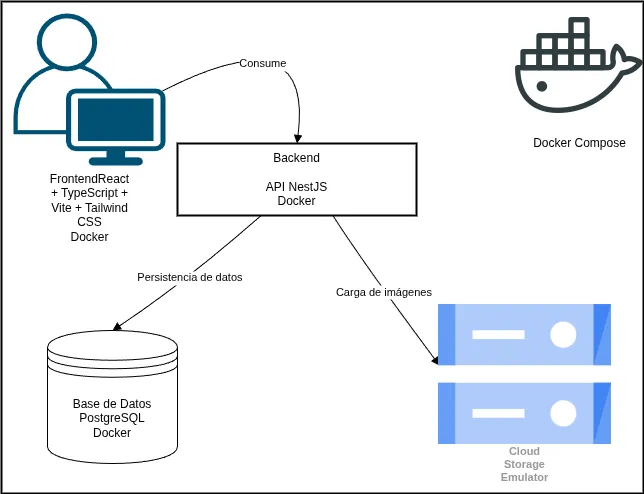 Consume
Docker Compose
Backend
API NestJS
Docker
FrontendReact
+ TypeScript +
Vite + Tailwind
CSS
Docker
Persistencia de datos
Carga de imágenes
Base de Datos
PostgreSQL
Docker
Cloud
Storage
Emulator